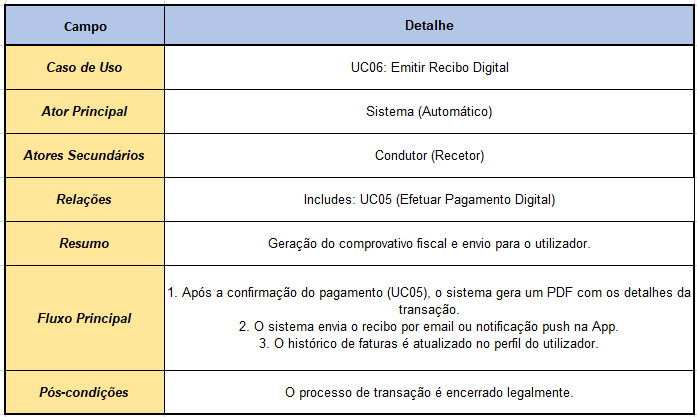 Campo Detalhe
Caso de Uso UC06: Emitir Recibo Digital
Ator Principal Sistema (Automático)
Atores Secundários Condutor (Recetor)
Relações Includes: UC05 (Efetuar Pagamento Digital)
Resumo Geração do comprovativo fiscal e envio para o utilizador.
Fluxo Principal
1. Após a confirmação do pagamento (UC05), o sistema gera um PDF com os detalhes da
transação.
2. O sistema envia o recibo por email ou notificação push na App.
3. O histórico de faturas é atualizado no perfil do utilizador.
Pós-condições O processo de transação é encerrado legalmente.